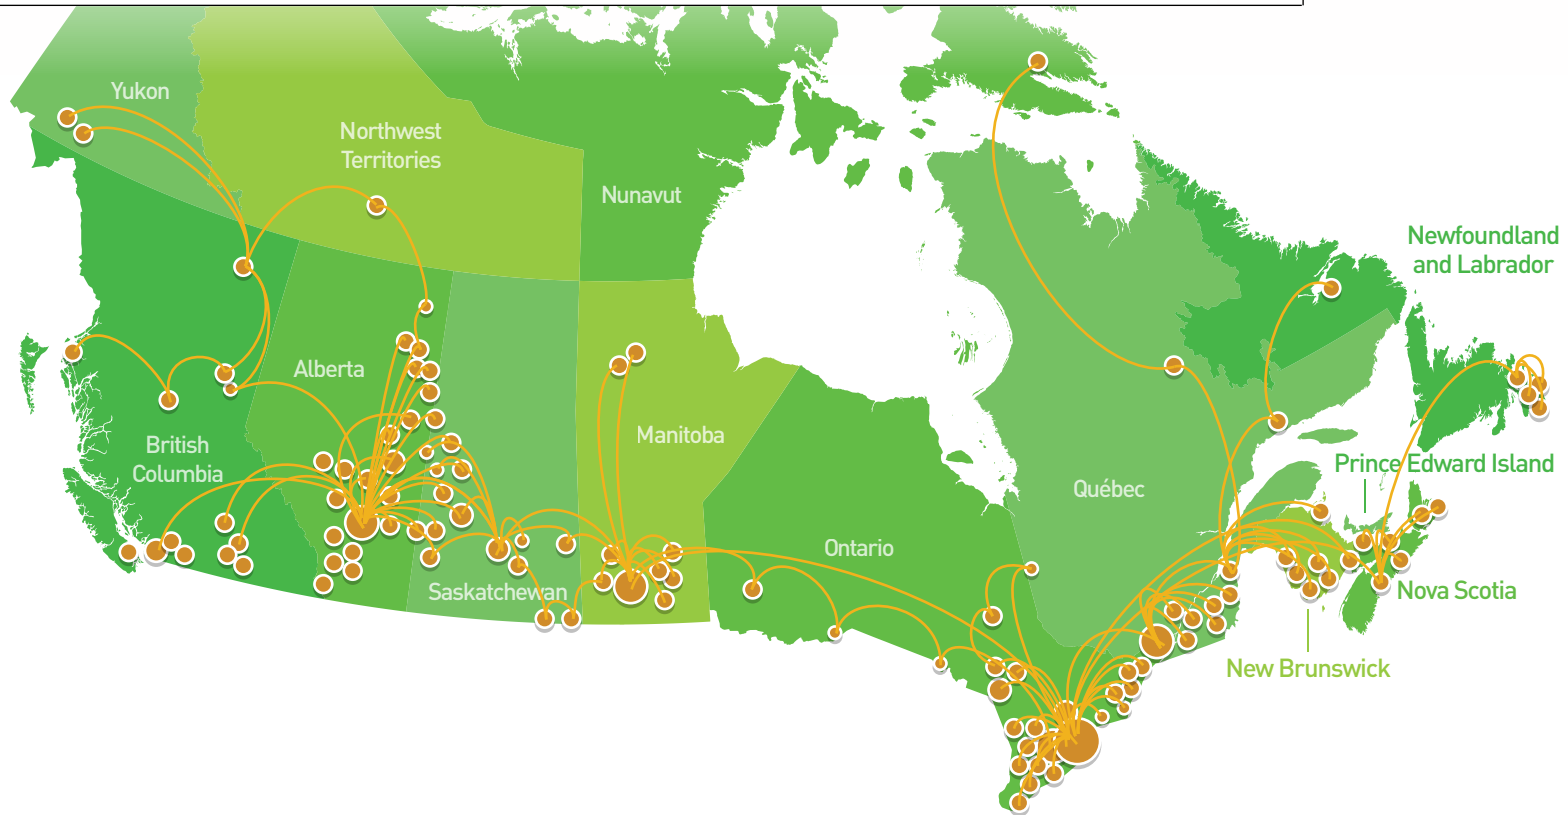 Yukon
Northwest
Territories
Nunavut
Newfoundland
and Labrador
Alberta
British
Columbia
Manitoba
Prince Edward Island
Québec
Ontario
Saskatchewan
Nova Scotia
New Brunswick